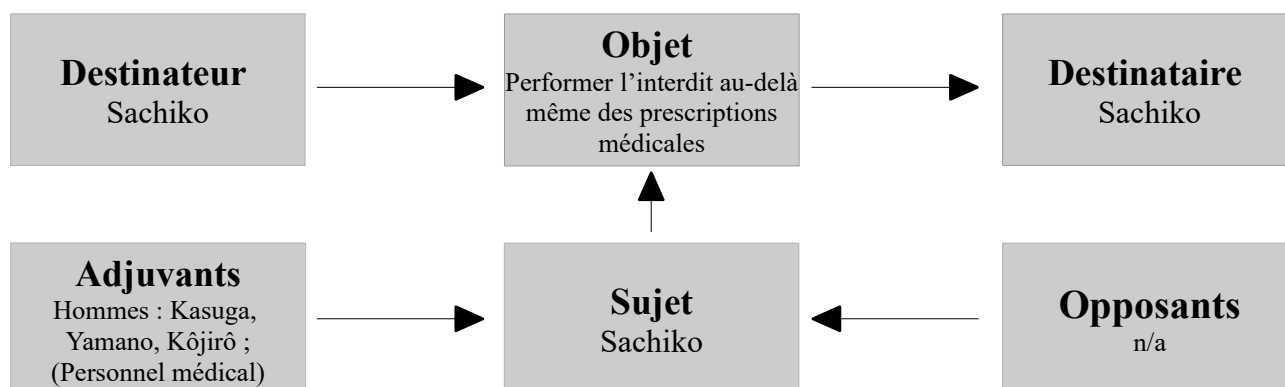 Destinateur
Sachiko
Objet
Performer l’interdit au-delà
même des prescriptions
médicales
Destinataire
Sachiko
Adjuvants
Hommes : Kasuga,
Yamano, Kôjirô ;
(Personnel médical)
Sujet
Sachiko
Opposants
n/a